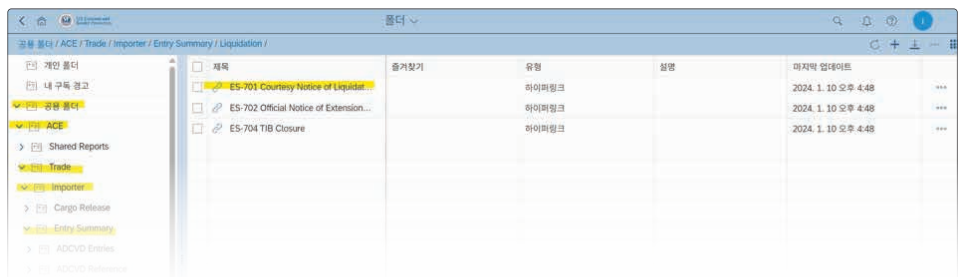 폴더
공용 폴더 / ACE / Trade / Importer / Entry Summary / Liquidation /
개인 폴더
내 구독 경고
공용 폴더
ACE
Shared Reports
Trade
Importer
Cargo Release
Entry Summary
ADCVD Entries
ADCVD Reference
제목 즐겨찾기 유형 설명 마지막 업데이트
ES-701 Courtesy Notice of Liquidat... 하이퍼링크 2024. 1. 10 오후 4:48
ES-702 Official Notice of Extension... 하이퍼링크 2024. 1. 10 오후 4:48
ES-704 TIB Closure 하이퍼링크 2024. 1. 10 오후 4:48